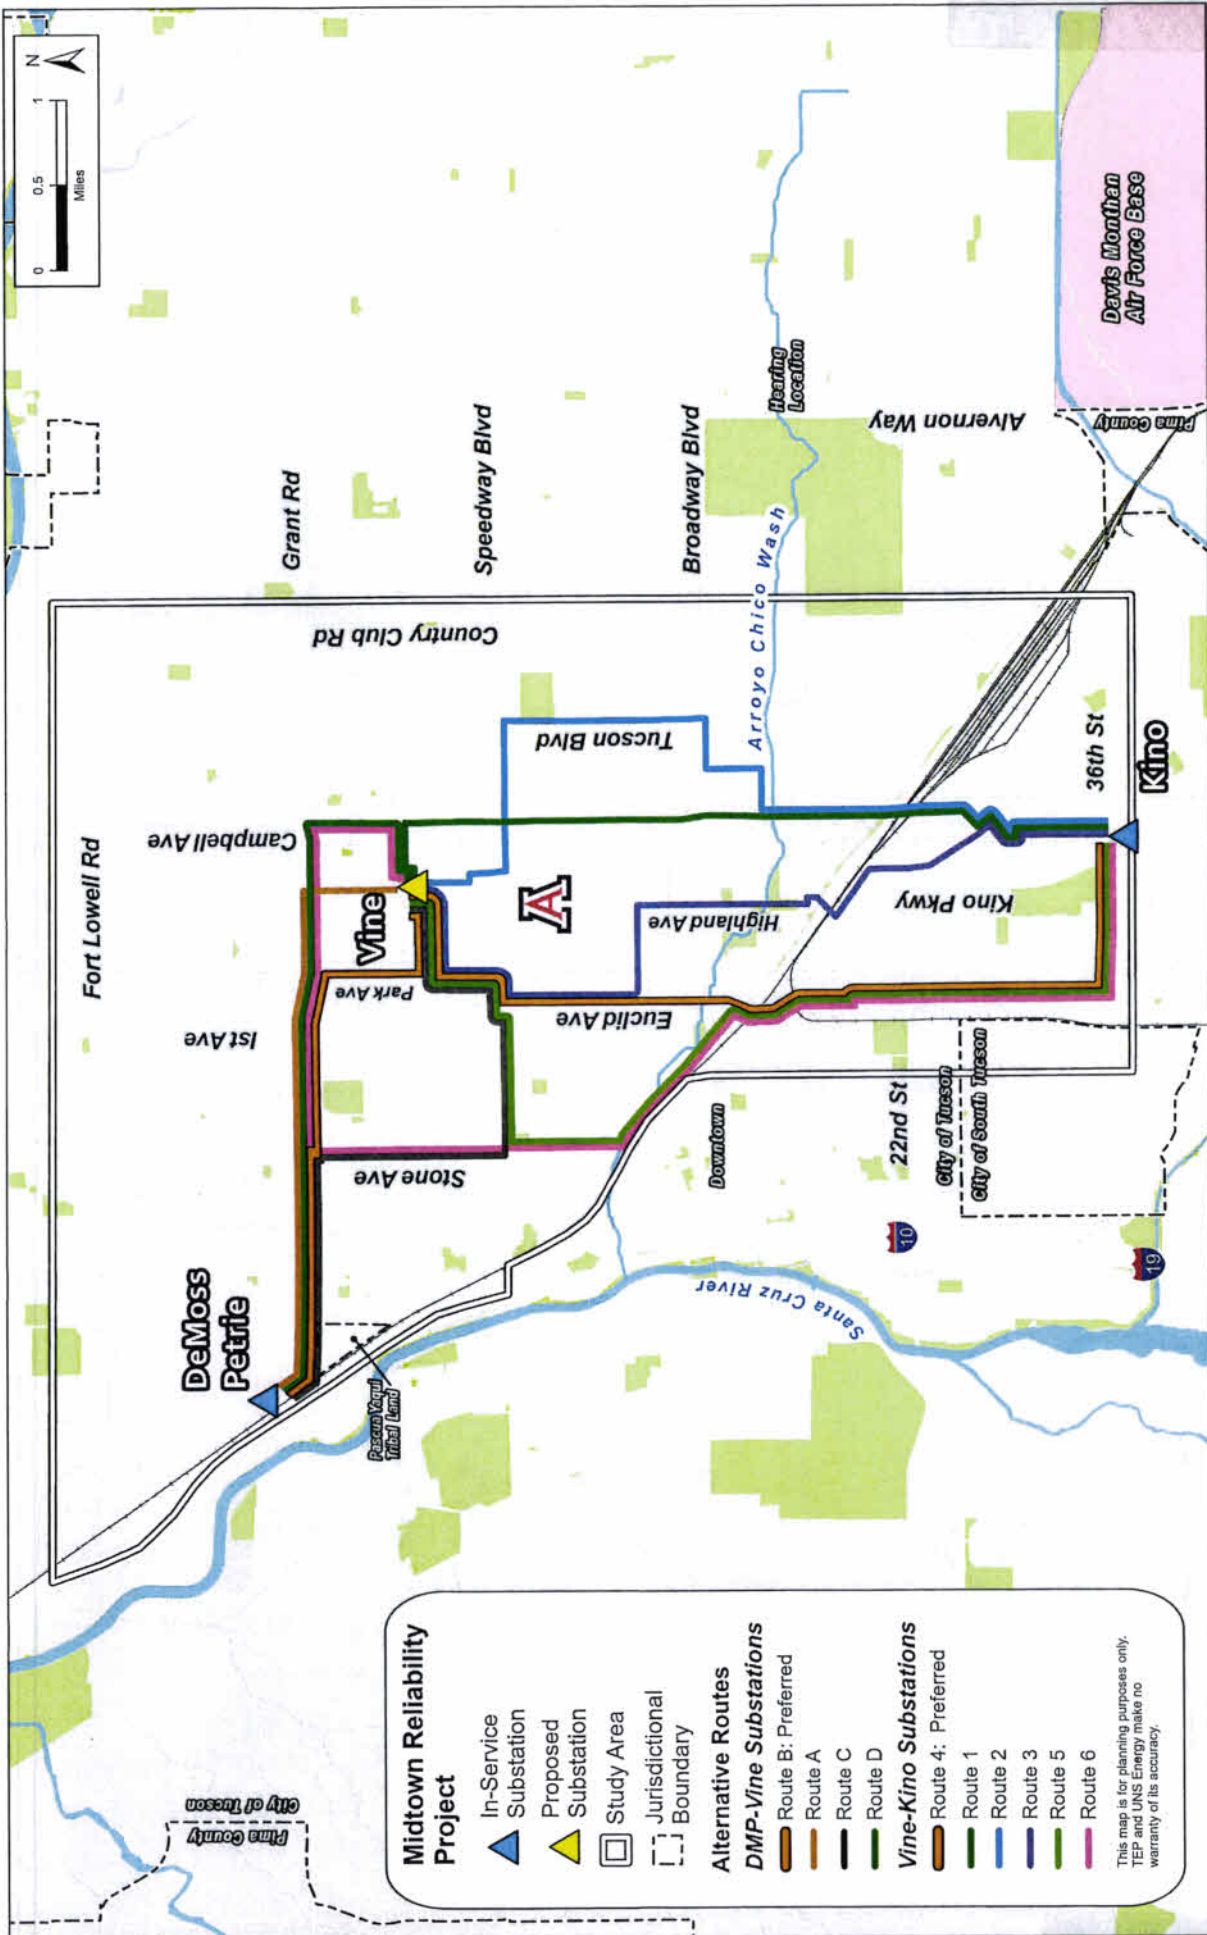 N
0
0.5
1
Miles
Fort Lowell Rd
Grant Rd
Speedway Blvd
Broadway Blvd
Alvernon Way
Hearing
Location
Davis Monthan
Air Force Base
Pima County
Country Club Rd
Tucson Blvd
Arroyo Chico Wash
Campbell Ave
Vine
A
Highland Ave
Kino Pkwy
36th St
Kino
1st Ave
Park Ave
Euclid Ave
Stone Ave
Downtown
22nd St
City of Tucson
City of South Tucson
10
19
Santa Cruz River
DeMoss
Petrie
Pascua Yaqui
Tribal Land
City of Tucson
Pima County
Midtown Reliability
Project
In-Service
Substation
Proposed
Substation
Study Area
Jurisdictional
Boundary
Alternative Routes
DMP-Vine Substations
Route B: Preferred
Route A
Route C
Route D
Vine-Kino Substations
Route 4: Preferred
Route 1
Route 2
Route 3
Route 5
Route 6
This map is for planning purposes only.
TEP and UNS Energy make no
warranty of its accuracy.